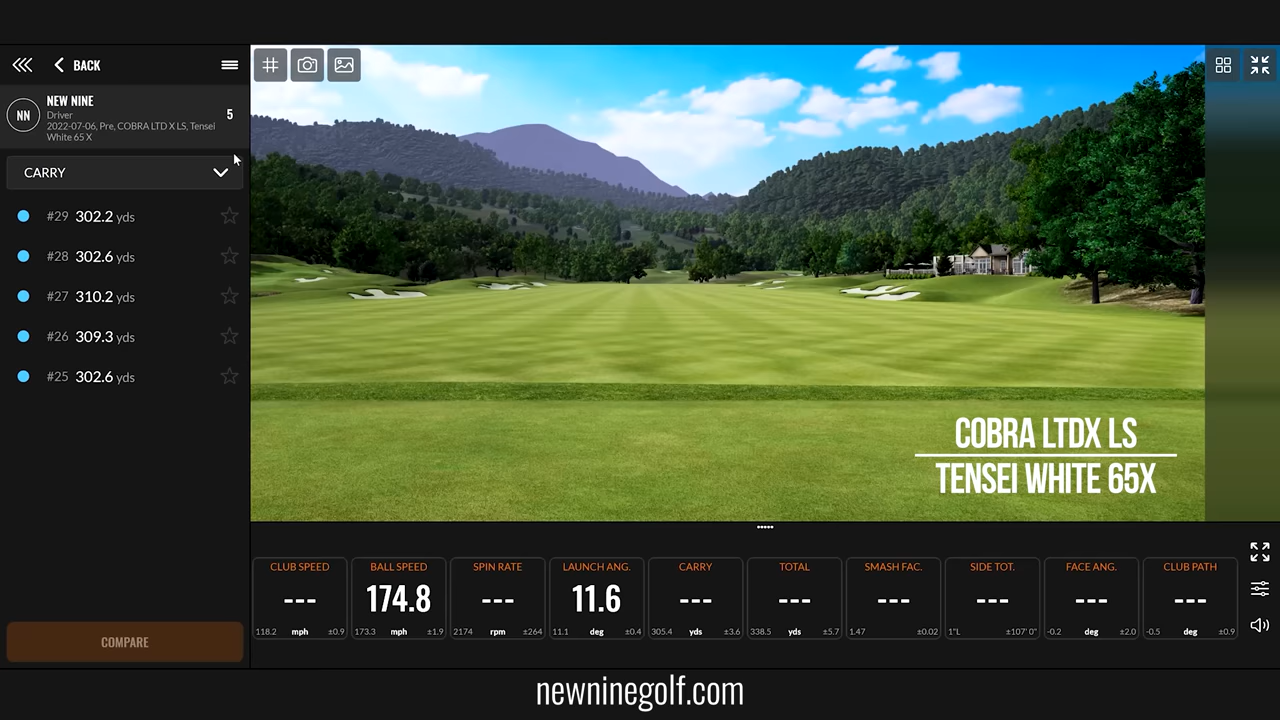 BACK
NN
NEW NINE
Driver
2022-07-06, Pre, COBRA LTD X LS, Tensei
White 65 X
5
CARRY
#29 302.2 yds
#28 302.6 yds
#27 310.2 yds
#26 309.3 yds
#25 302.6 yds
COMPARE
COBRA LTDX LS
TENSEI WHITE 65X
CLUB SPEED
---
118.2 mph ±0.9
BALL SPEED
174.8
173.3 mph ±1.9
SPIN RATE
---
2174 rpm ±264
LAUNCH ANG.
11.6
11.1 deg ±0.4
CARRY
---
305.4 yds ±3.6
TOTAL
---
338.5 yds ±5.7
SMASH FAC.
---
1.47 ±0.02
SIDE TOT.
---
1"L ±107' 0"
FACE ANG.
---
-0.2 deg ±2.0
CLUB PATH
---
-0.5 deg ±0.9
newninegolf.com